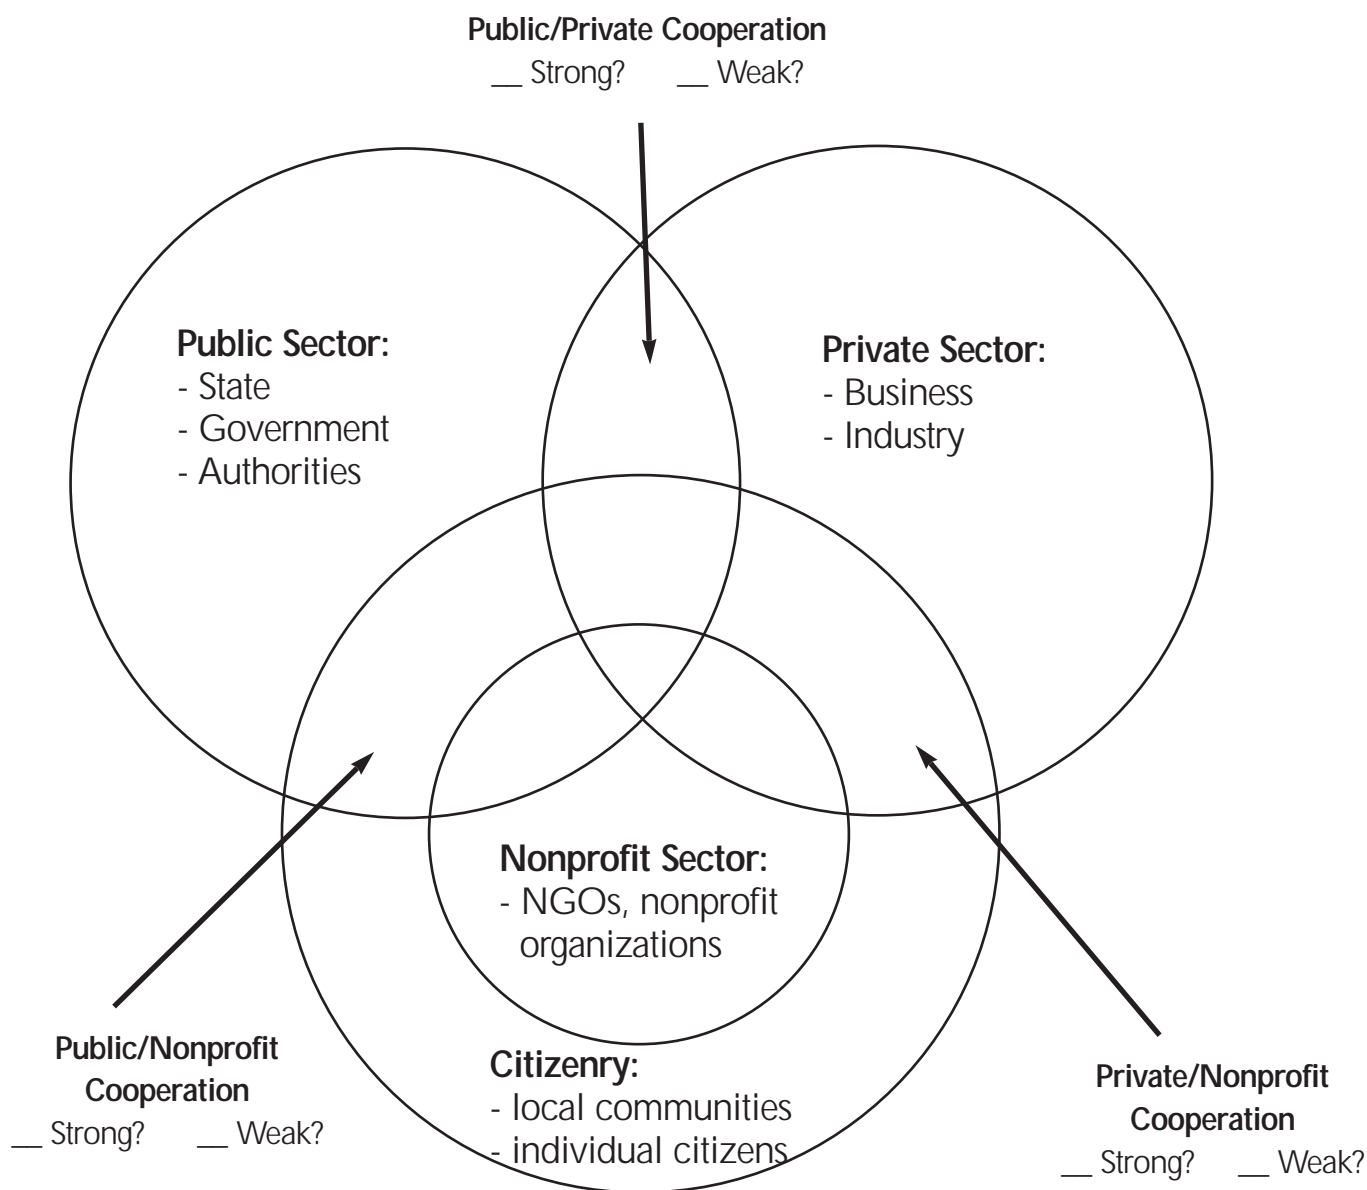 Public/Private Cooperation
__ Strong? __ Weak?
Public Sector:
- State
- Government
- Authorities
Private Sector:
- Business
- Industry
Nonprofit Sector:
- NGOs, nonprofit
organizations
Citizenry:
- local communities
- individual citizens
Public/Nonprofit
Cooperation
__ Strong? __ Weak?
Private/Nonprofit
Cooperation
__ Strong? __ Weak?